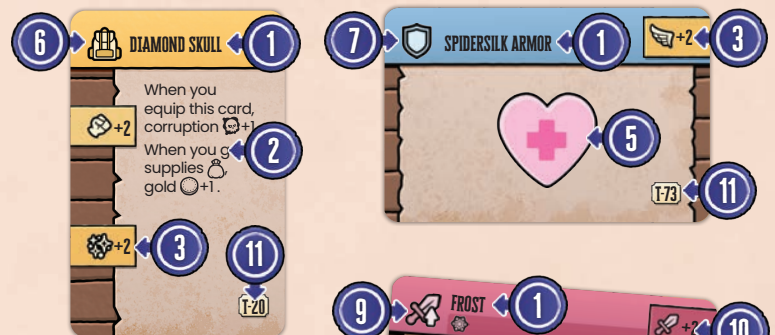 6
DIAMOND SKULL
1
When you
equip this card,
corruption +1
When you g
2
supplies ,
gold +1.
+2
+2
3
11
T-20
7
SPIDERSILK ARMOR
1
+2
3
5
T-73
11
9
FROST
1
10